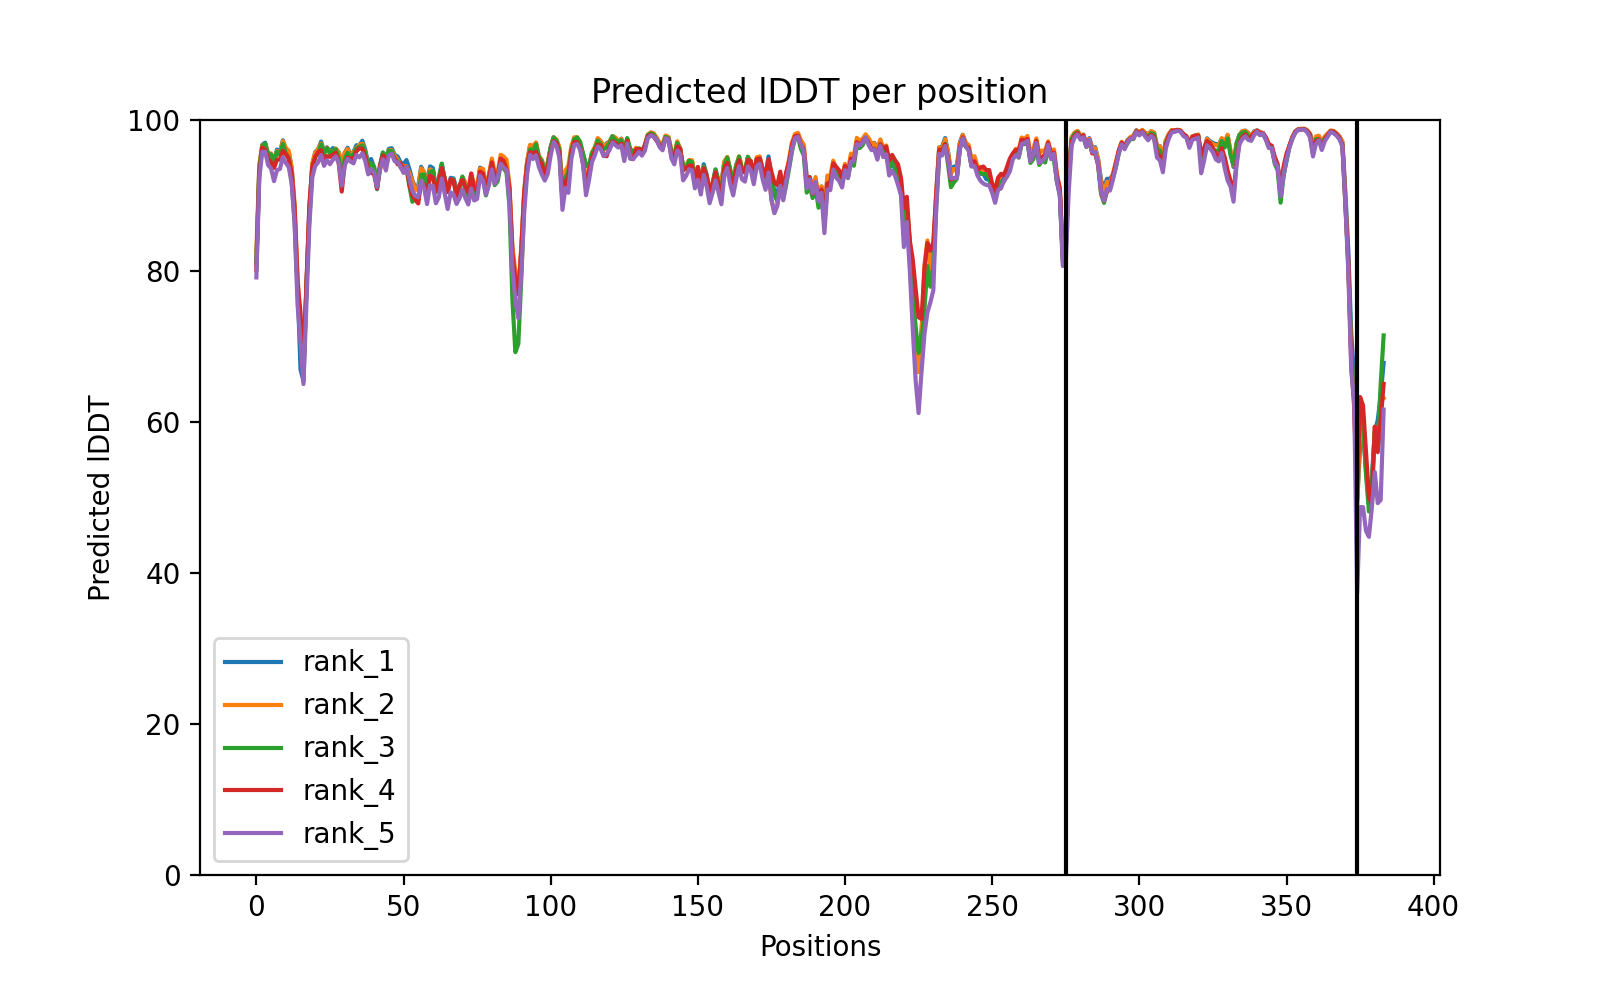 Predicted lDDT per position
100
80
60
40
20
0
Predicted lDDT
rank_1
rank_2
rank_3
rank_4
rank_5
0 50 100 150 200 250 300 350 400
Positions